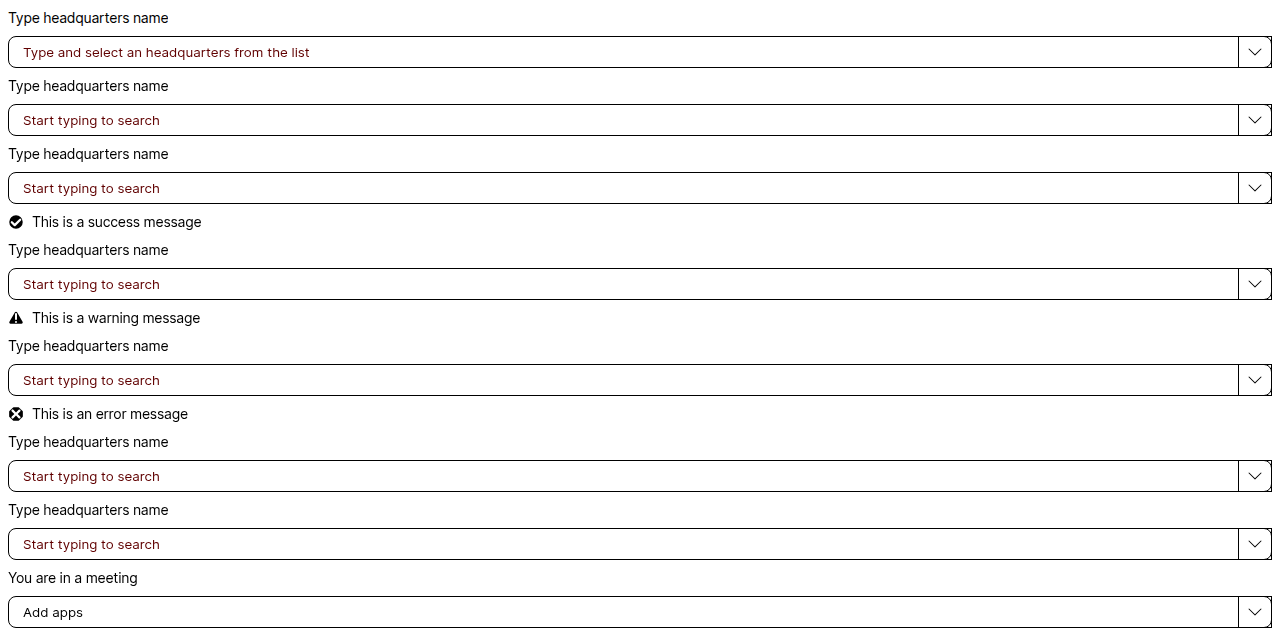 Type headquarters name
Type and select an headquarters from the list
Type headquarters name
Start typing to search
Type headquarters name
Start typing to search
This is a success message
Type headquarters name
Start typing to search
This is a warning message
Type headquarters name
Start typing to search
This is an error message
Type headquarters name
Start typing to search
Type headquarters name
Start typing to search
You are in a meeting
Add apps